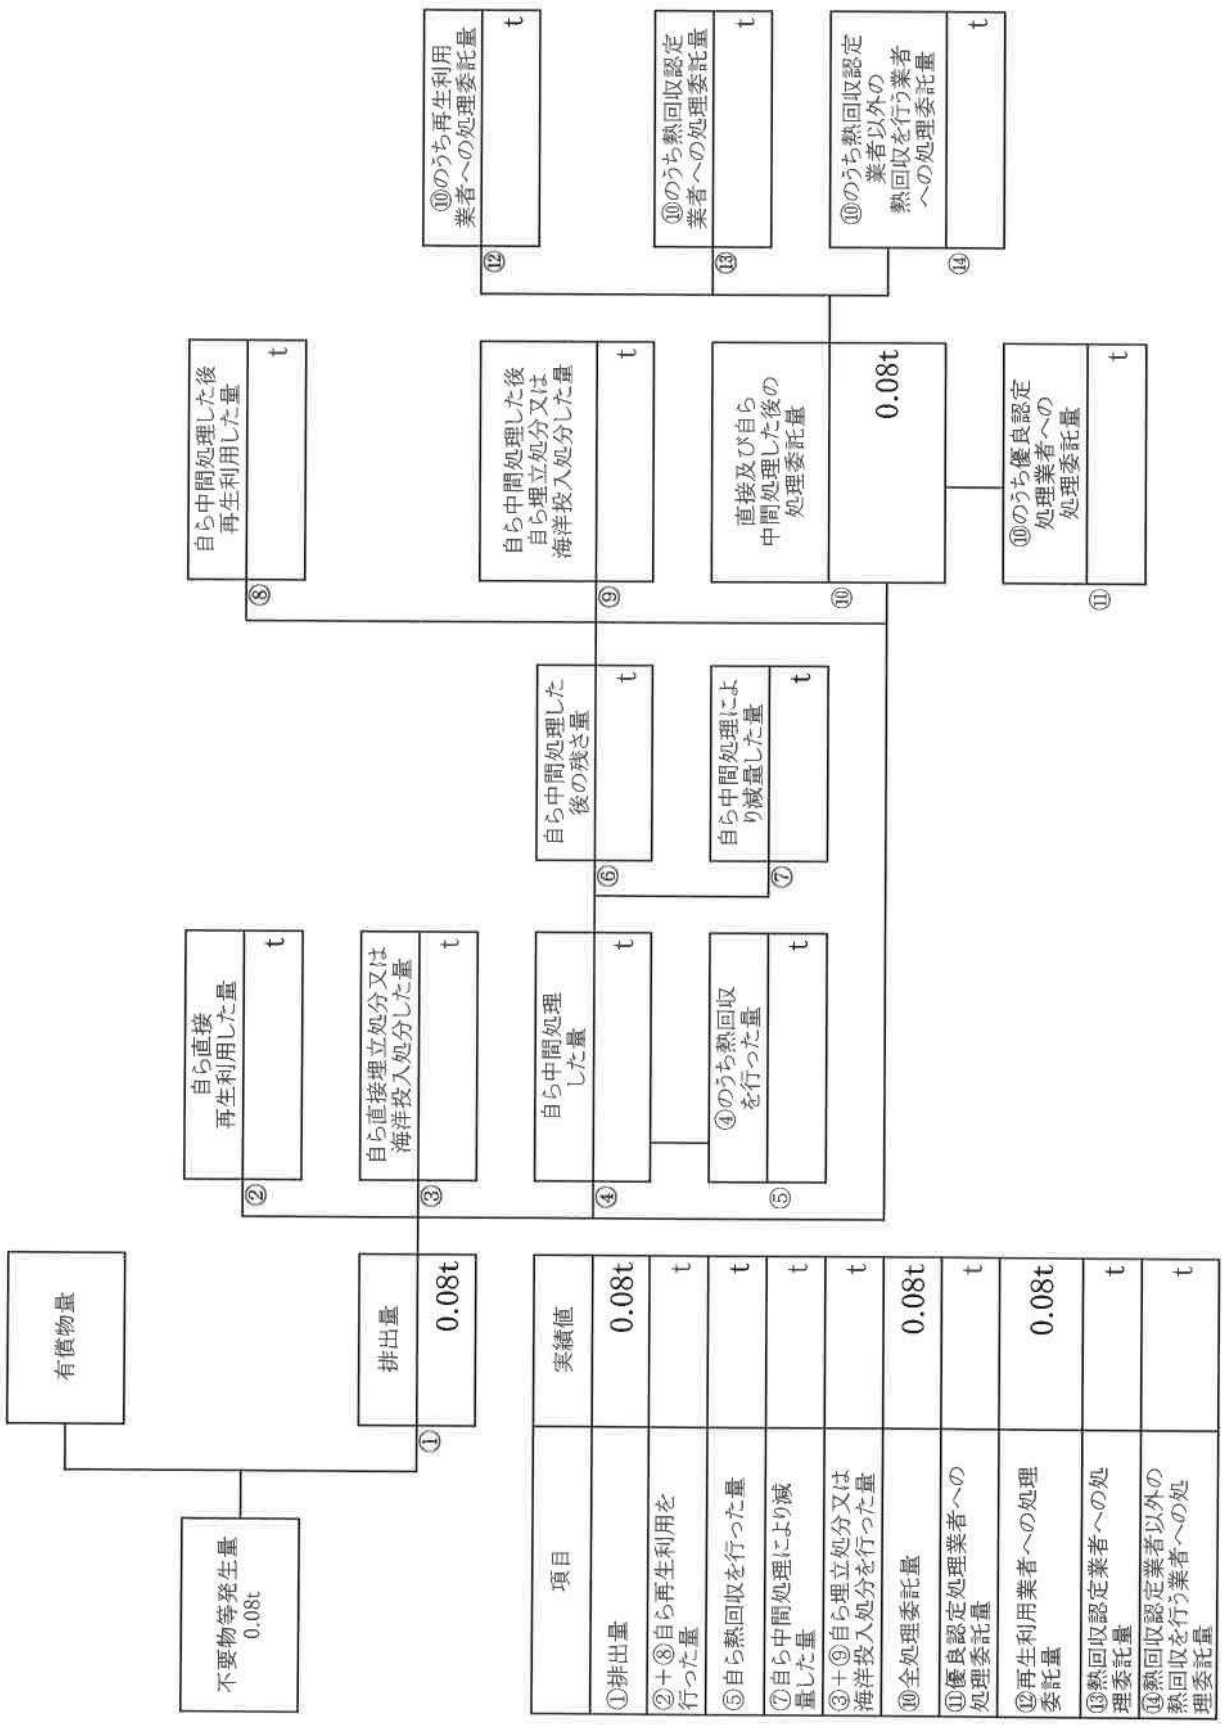 不要物等発生量
0.08t
有償物量
①
排出量
0.08t
②
自ら直接
再生利用した量
t
③
自ら直接埋立処分又は
海洋投入処分した量
t
④
自ら中間処理
した量
t
⑤
④のうち熱回収
を行った量
t
⑥
自ら中間処理した
後の残さ量
t
⑦
自ら中間処理によ
り減量した量
t
⑧
自ら中間処理した後
再生利用した量
t
⑨
自ら中間処理した後
自ら埋立処分又は
海洋投入処分した量
t
⑩
直接及び自ら
中間処理した後の
処理委託量
0.08t
⑪
⑩のうち優良認定
処理業者への
処理委託量
t
⑫
⑩のうち再生利用
業者への処理委託量
t
⑬
⑩のうち熱回収認定
業者への処理委託量
t
⑭
⑩のうち熱回収認定
業者以外の
熱回収を行う業者
への処理委託量
t
項目
実績値
①排出量
0.08t
②+⑧自ら再生利用を
行った量
t
⑤自ら熱回収を行った量
t
⑦自ら中間処理により減
量した量
t
③+⑨自ら埋立処分又は
海洋投入処分を行った量
t
⑩全処理委託量
0.08t
⑪優良認定処理業者への
処理委託量
t
⑫再生利用業者への処理
委託量
0.08t
⑬熱回収認定業者への処
理委託量
t
⑭熱回収認定業者以外の
熱回収を行う業者への処
理委託量
t